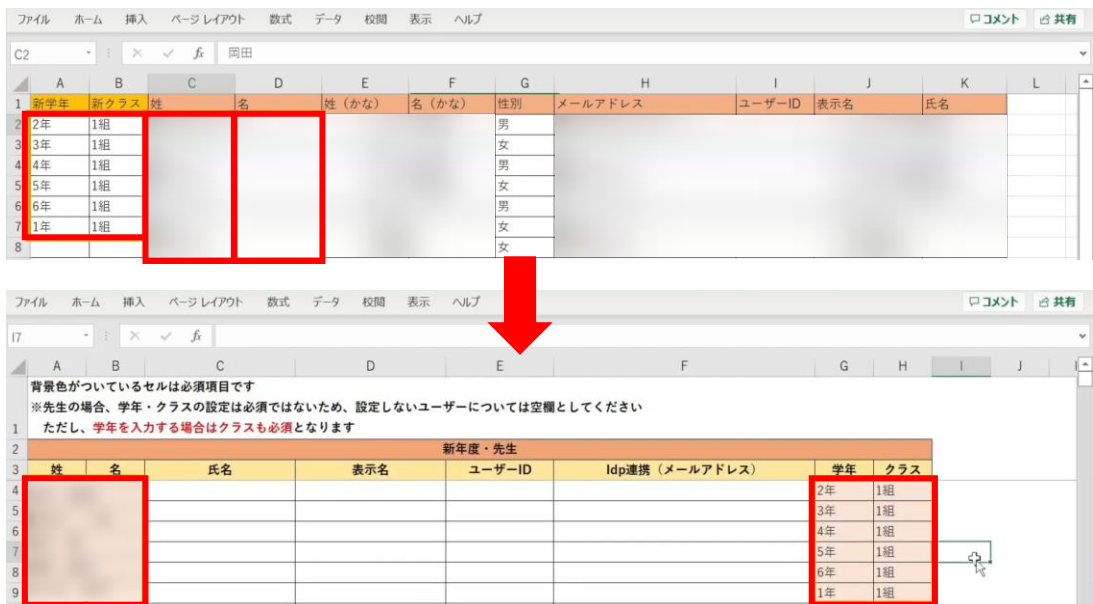 ファイル ホーム 挿入 ページ レイアウト 数式 データ 校閲 表示 ヘルプ コメント 共有
C2 fx 岡田
A B C D E F G H I J K L
1 新学年 新クラス 姓 名 姓（かな） 名（かな） 性別 メールアドレス ユーザーID 表示名 氏名
2 2年 1組 男
3 3年 1組 女
4 4年 1組 男
5 5年 1組 女
6 6年 1組 男
7 1年 1組 女
8 女
ファイル ホーム 挿入 ページ レイアウト 数式 データ 校閲 表示 ヘルプ コメント 共有
I7 fx
A B C D E F G H I J
背景色がついているセルは必須項目です
※先生の場合、学年・クラスの設定は必須ではないため、設定しないユーザーについては空欄としてください
1 ただし、学年を入力する場合はクラスも必須となります
2 新年度・先生
3 姓 名 氏名 表示名 ユーザーID Idp連携（メールアドレス） 学年 クラス
4 2年 1組
5 3年 1組
6 4年 1組
7 5年 1組
8 6年 1組
9 1年 1組